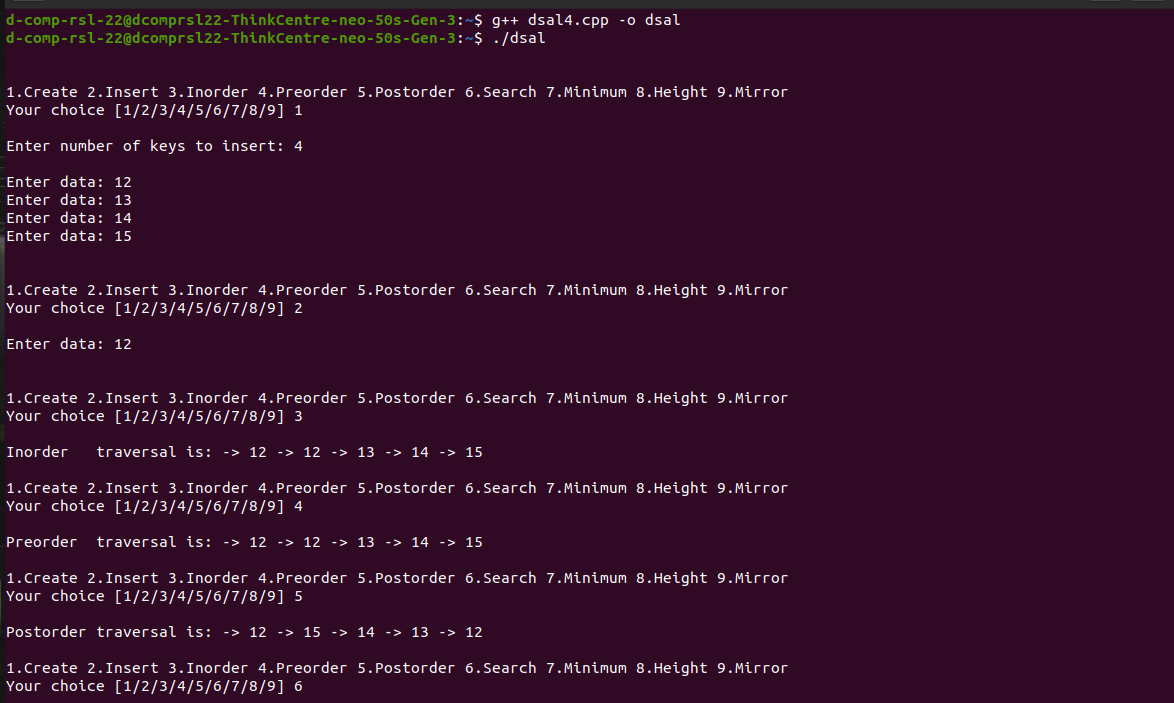 d-comp-rsl-22@dcomprsl22-ThinkCentre-neo-50s-Gen-3:~$ g++ dsal4.cpp -o dsal
d-comp-rsl-22@dcomprsl22-ThinkCentre-neo-50s-Gen-3:~$ ./dsal
1.Create 2.Insert 3.Inorder 4.Preorder 5.Postorder 6.Search 7.Minimum 8.Height 9.Mirror
Your choice [1/2/3/4/5/6/7/8/9] 1
Enter number of keys to insert: 4
Enter data: 12
Enter data: 13
Enter data: 14
Enter data: 15
1.Create 2.Insert 3.Inorder 4.Preorder 5.Postorder 6.Search 7.Minimum 8.Height 9.Mirror
Your choice [1/2/3/4/5/6/7/8/9] 2
Enter data: 12
1.Create 2.Insert 3.Inorder 4.Preorder 5.Postorder 6.Search 7.Minimum 8.Height 9.Mirror
Your choice [1/2/3/4/5/6/7/8/9] 3
Inorder   traversal is: -> 12 -> 12 -> 13 -> 14 -> 15
1.Create 2.Insert 3.Inorder 4.Preorder 5.Postorder 6.Search 7.Minimum 8.Height 9.Mirror
Your choice [1/2/3/4/5/6/7/8/9] 4
Preorder  traversal is: -> 12 -> 12 -> 13 -> 14 -> 15
1.Create 2.Insert 3.Inorder 4.Preorder 5.Postorder 6.Search 7.Minimum 8.Height 9.Mirror
Your choice [1/2/3/4/5/6/7/8/9] 5
Postorder traversal is: -> 12 -> 15 -> 14 -> 13 -> 12
1.Create 2.Insert 3.Inorder 4.Preorder 5.Postorder 6.Search 7.Minimum 8.Height 9.Mirror
Your choice [1/2/3/4/5/6/7/8/9] 6